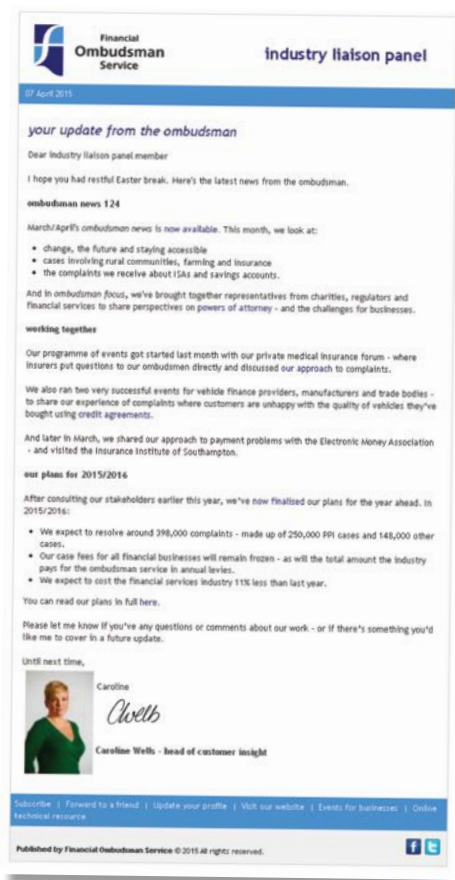 Financial
Ombudsman
Service
industry liaison panel
07 April 2015
your update from the ombudsman
Dear industry liaison panel member
I hope you had restful Easter break. Here's the latest news from the ombudsman.
ombudsman news 124
March/April's ombudsman news is now available. This month, we look at:
• change, the future and staying accessible
• cases involving rural communities, farming and insurance
• the complaints we receive about ISAs and savings accounts.
And in ombudsman focus, we've brought together representatives from charities, regulators and
financial services to share perspectives on powers of attorney - and the challenges for businesses.
working together
Our programme of events got started last month with our private medical insurance forum - where
insurers put questions to our ombudsmen directly and discussed our approach to complaints.
We also ran two very successful events for vehicle finance providers, manufacturers and trade bodies -
to share our experience of complaints where customers are unhappy with the quality of vehicles they've
bought using credit agreements.
And later in March, we shared our approach to payment problems with the Electronic Money Association
- and visited the Insurance Institute of Southampton.
our plans for 2015/2016
After consulting our stakeholders earlier this year, we've now finalised our plans for the year ahead. In
2015/2016:
• We expect to resolve around 398,000 complaints - made up of 250,000 PPI cases and 148,000 other
cases.
• Our case fees for all financial businesses will remain frozen - as will the total amount the industry
pays for the ombudsman service in annual levies.
• We expect to cost the financial services industry 11% less than last year.
You can read our plans in full here.
Please let me know if you've any questions or comments about our work - or if there's something you'd
like me to cover in a future update.
Until next time,
Caroline
CWells
Caroline Wells - head of customer insight
Subscribe | Forward to a friend | Update your profile | Visit our website | Events for businesses | Online
technical resource
Published by Financial Ombudsman Service © 2015 All rights reserved.